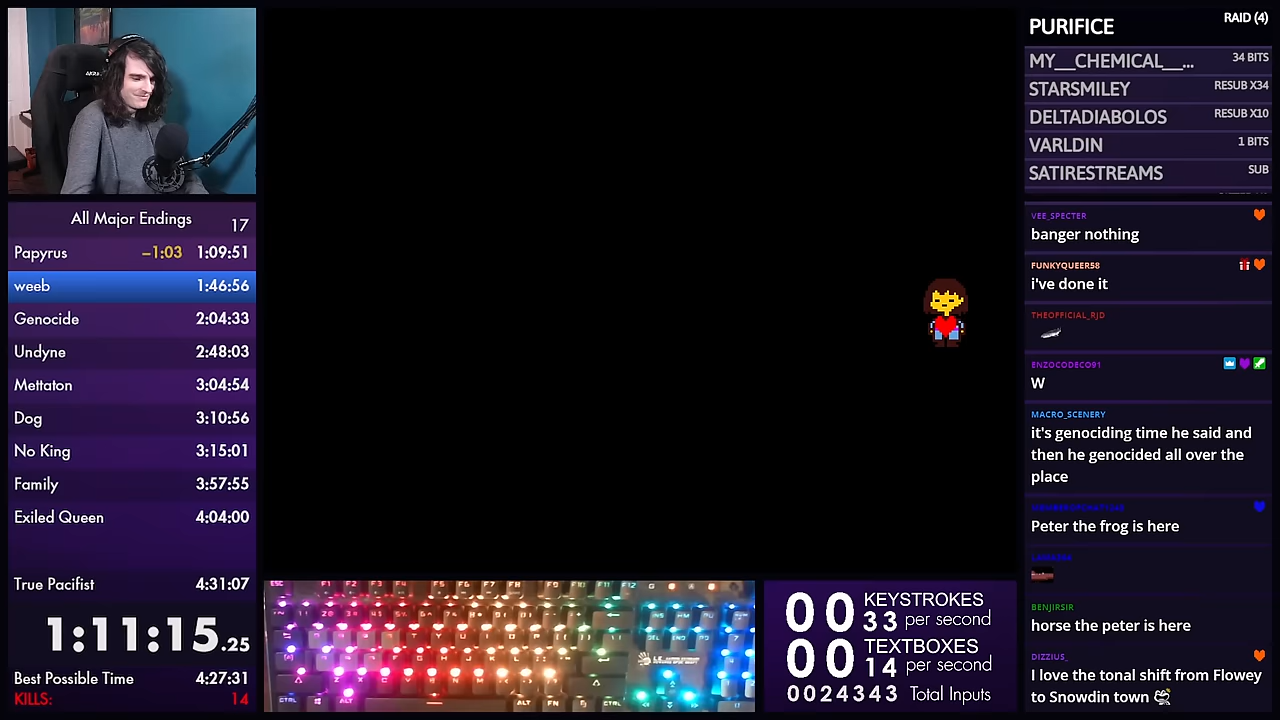 PURIFICE RAID (4)
MY__CHEMICAL__... 34 BITS
STARSMILEY RESUB X34
DELTADIABOLOS RESUB X10
VARLDIN 1 BITS
SATIRESTREAMS SUB
All Major Endings 17
Papyrus −1:03 1:09:51
weeb 1:46:56
Genocide 2:04:33
Undyne 2:48:03
Mettaton 3:04:54
Dog 3:10:56
No King 3:15:01
Family 3:57:55
Exiled Queen 4:04:00
True Pacifist 4:31:07
1:11:15.25
Best Possible Time 4:27:31
KILLS: 14
00 33 KEYSTROKES per second
00 14 TEXTBOXES per second
0024343 Total Inputs
VEE_SPECTER
banger nothing
FUNKYQUEER58
i've done it
THEOFFICIAL_RJD
ENZOCODECO91
W
MACRO_SCENERY
it's genociding time he said and
then he genocided all over the
place
Peter the frog is here
BENJIRSIR
horse the peter is here
DIZZIUS_
I love the tonal shift from Flowey
to Snowdin town